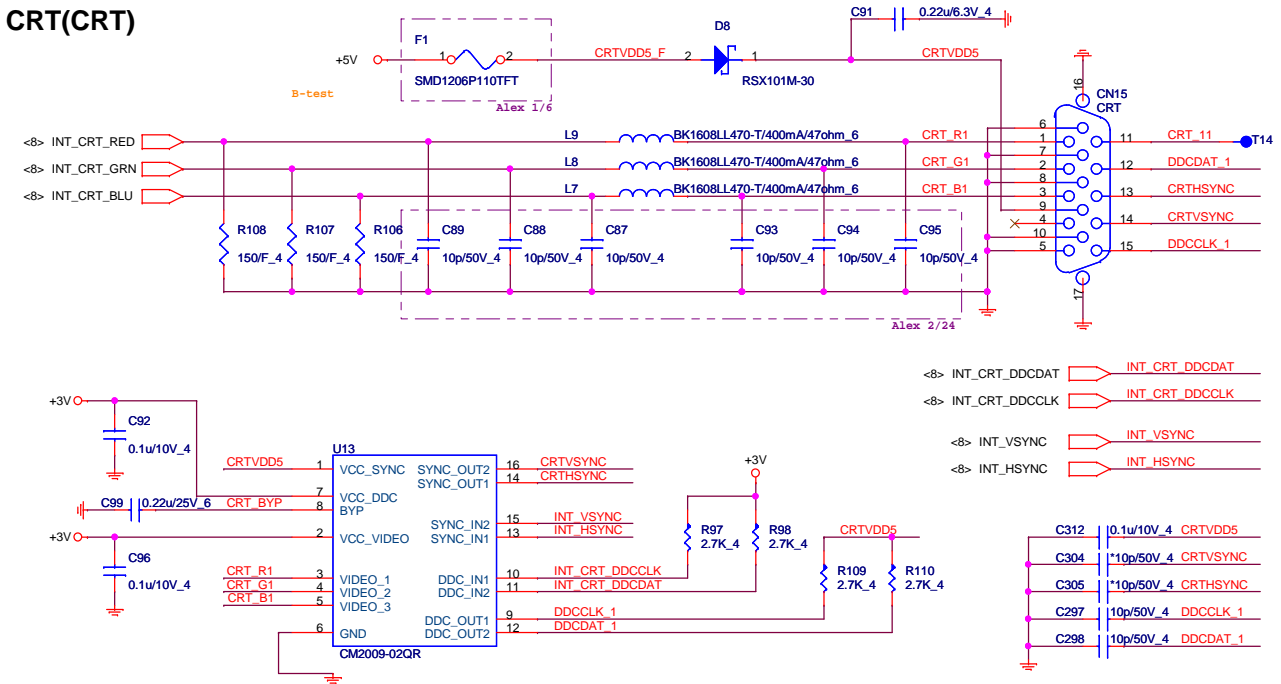 CRT(CRT)
C91 0.22u/6.3V_4
F1
D8
+5V 1 2 CRTVDD5_F 2 1 CRTVDD5
SMD1206P110TFT
RSX101M-30
B-test
Alex 1/6
16
CN15
CRT
<8> INT_CRT_RED L9 BK1608LL470-T/400mA/47ohm_6 CRT_R1
<8> INT_CRT_GRN L8 BK1608LL470-T/400mA/47ohm_6 CRT_G1
<8> INT_CRT_BLU L7 BK1608LL470-T/400mA/47ohm_6 CRT_B1
6
1
7
2
8
3
9
4
10
5
11 CRT_11 T14
12 DDCDAT_1
13 CRTHSYNC
14 CRTVSYNC
15 DDCCLK_1
17
R108 R107 R106 C89 C88 C87 C93 C94 C95
150/F_4 150/F_4 150/F_4 10p/50V_4 10p/50V_4 10p/50V_4 10p/50V_4 10p/50V_4 10p/50V_4
Alex 2/24
<8> INT_CRT_DDCDAT INT_CRT_DDCDAT
<8> INT_CRT_DDCCLK INT_CRT_DDCCLK
<8> INT_VSYNC INT_VSYNC
<8> INT_HSYNC INT_HSYNC
+3V
C92
0.1u/10V_4
U13
CRTVDD5 1 VCC_SYNC SYNC_OUT2 16 CRTVSYNC
SYNC_OUT1 14 CRTHSYNC
7 VCC_DDC
C99 0.22u/25V_6 CRT_BYP 8 BYP
SYNC_IN2 15 INT_VSYNC
+3V 2 VCC_VIDEO SYNC_IN1 13 INT_HSYNC
C96
0.1u/10V_4
CRT_R1 3 VIDEO_1 DDC_IN1 10 INT_CRT_DDCCLK
CRT_G1 4 VIDEO_2 DDC_IN2 11 INT_CRT_DDCDAT
CRT_B1 5 VIDEO_3
DDC_OUT1 9 DDCCLK_1
6 GND DDC_OUT2 12 DDCDAT_1
CM2009-02QR
+3V
R97 R98
2.7K_4 2.7K_4
CRTVDD5
R109 R110
2.7K_4 2.7K_4
C312 0.1u/10V_4 CRTVDD5
C304 *10p/50V_4 CRTVSYNC
C305 *10p/50V_4 CRTHSYNC
C297 10p/50V_4 DDCCLK_1
C298 10p/50V_4 DDCDAT_1